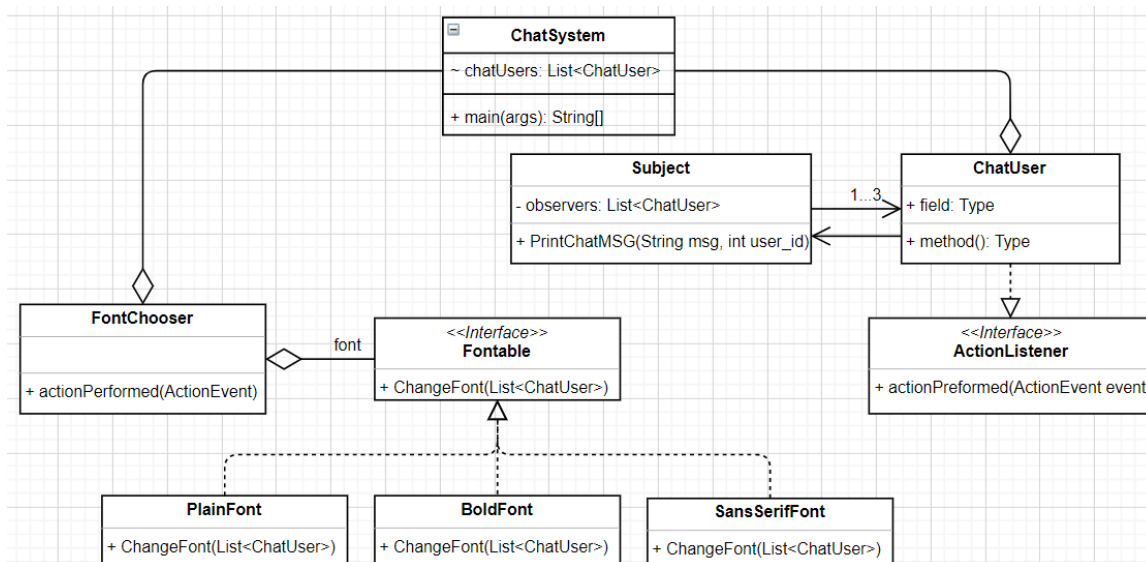 ChatSystem
~ chatUsers: List<ChatUser>
+ main(args): String[]
Subject
- observers: List<ChatUser>
+ PrintChatMSG(String msg, int user_id)
1...3
ChatUser
+ field: Type
+ method(): Type
FontChooser
+ actionPerformed(ActionEvent)
font
<<Interface>>
Fontable
+ ChangeFont(List<ChatUser>)
<<Interface>>
ActionListener
+ actionPreformed(ActionEvent event
PlainFont
+ ChangeFont(List<ChatUser>)
BoldFont
+ ChangeFont(List<ChatUser>)
SansSerifFont
+ ChangeFont(List<ChatUser>)